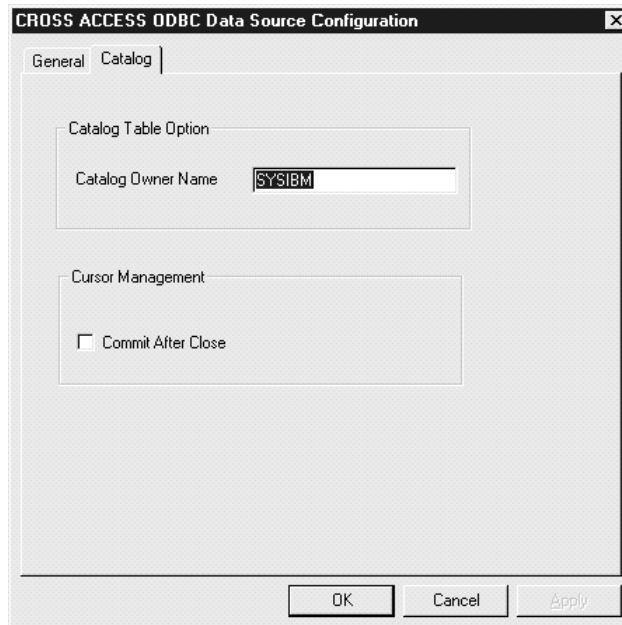 CROSS ACCESS ODBC Data Source Configuration
General Catalog
Catalog Table Option
Catalog Owner Name SYSIBM
Cursor Management
Commit After Close
OK Cancel Apply